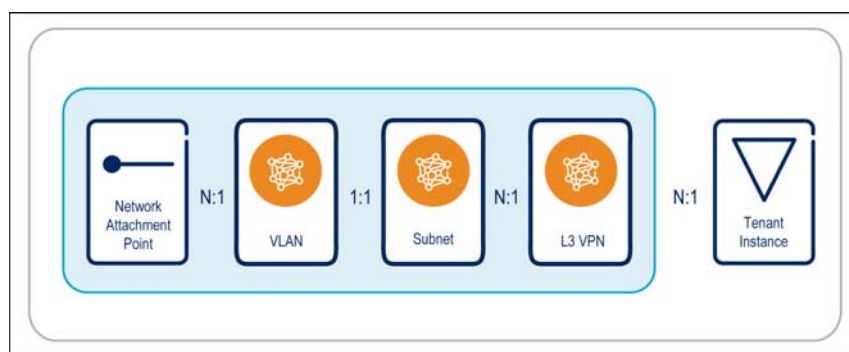 Network
Attachment
Point
N:1
VLAN
1:1
Subnet
N:1
L3 VPN
N:1
Tenant
Instance